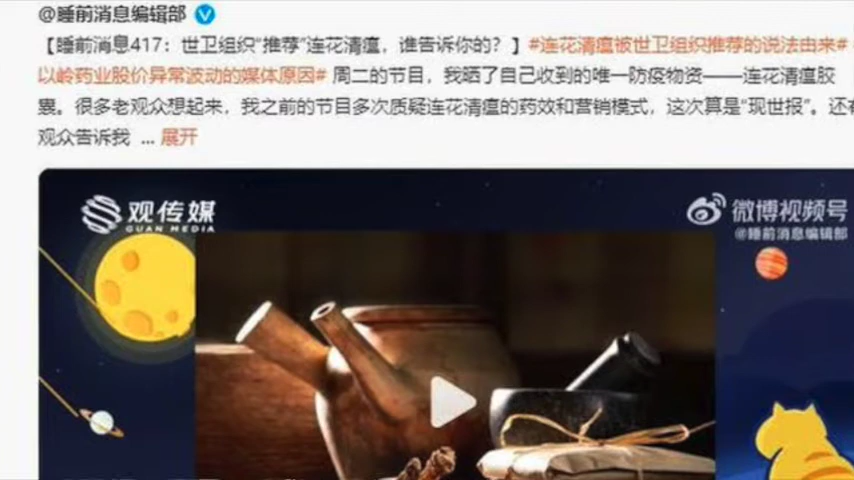 @睡前消息编辑部
【睡前消息417：世卫组织“推荐”连花清瘟，谁告诉你的？】#连花清瘟被世卫组织推荐的说法由来#
以岭药业股价异常波动的媒体原因# 周二的节目，我晒了自己收到的唯一防疫物资——连花清瘟胶
囊。很多老观众想起来，我之前的节目多次质疑连花清瘟的药效和营销模式，这次算是“现世报”。还有
观众告诉我 ... 展开
观传媒
GUAN MEDIA
微博视频号
@睡前消息编辑部